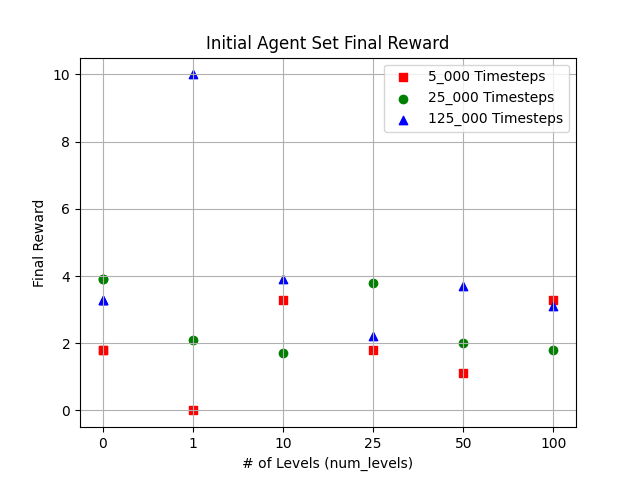 Initial Agent Set Final Reward
10
8
6
4
2
0
Final Reward
5_000 Timesteps
25_000 Timesteps
125_000 Timesteps
0 1 10 25 50 100
# of Levels (num_levels)